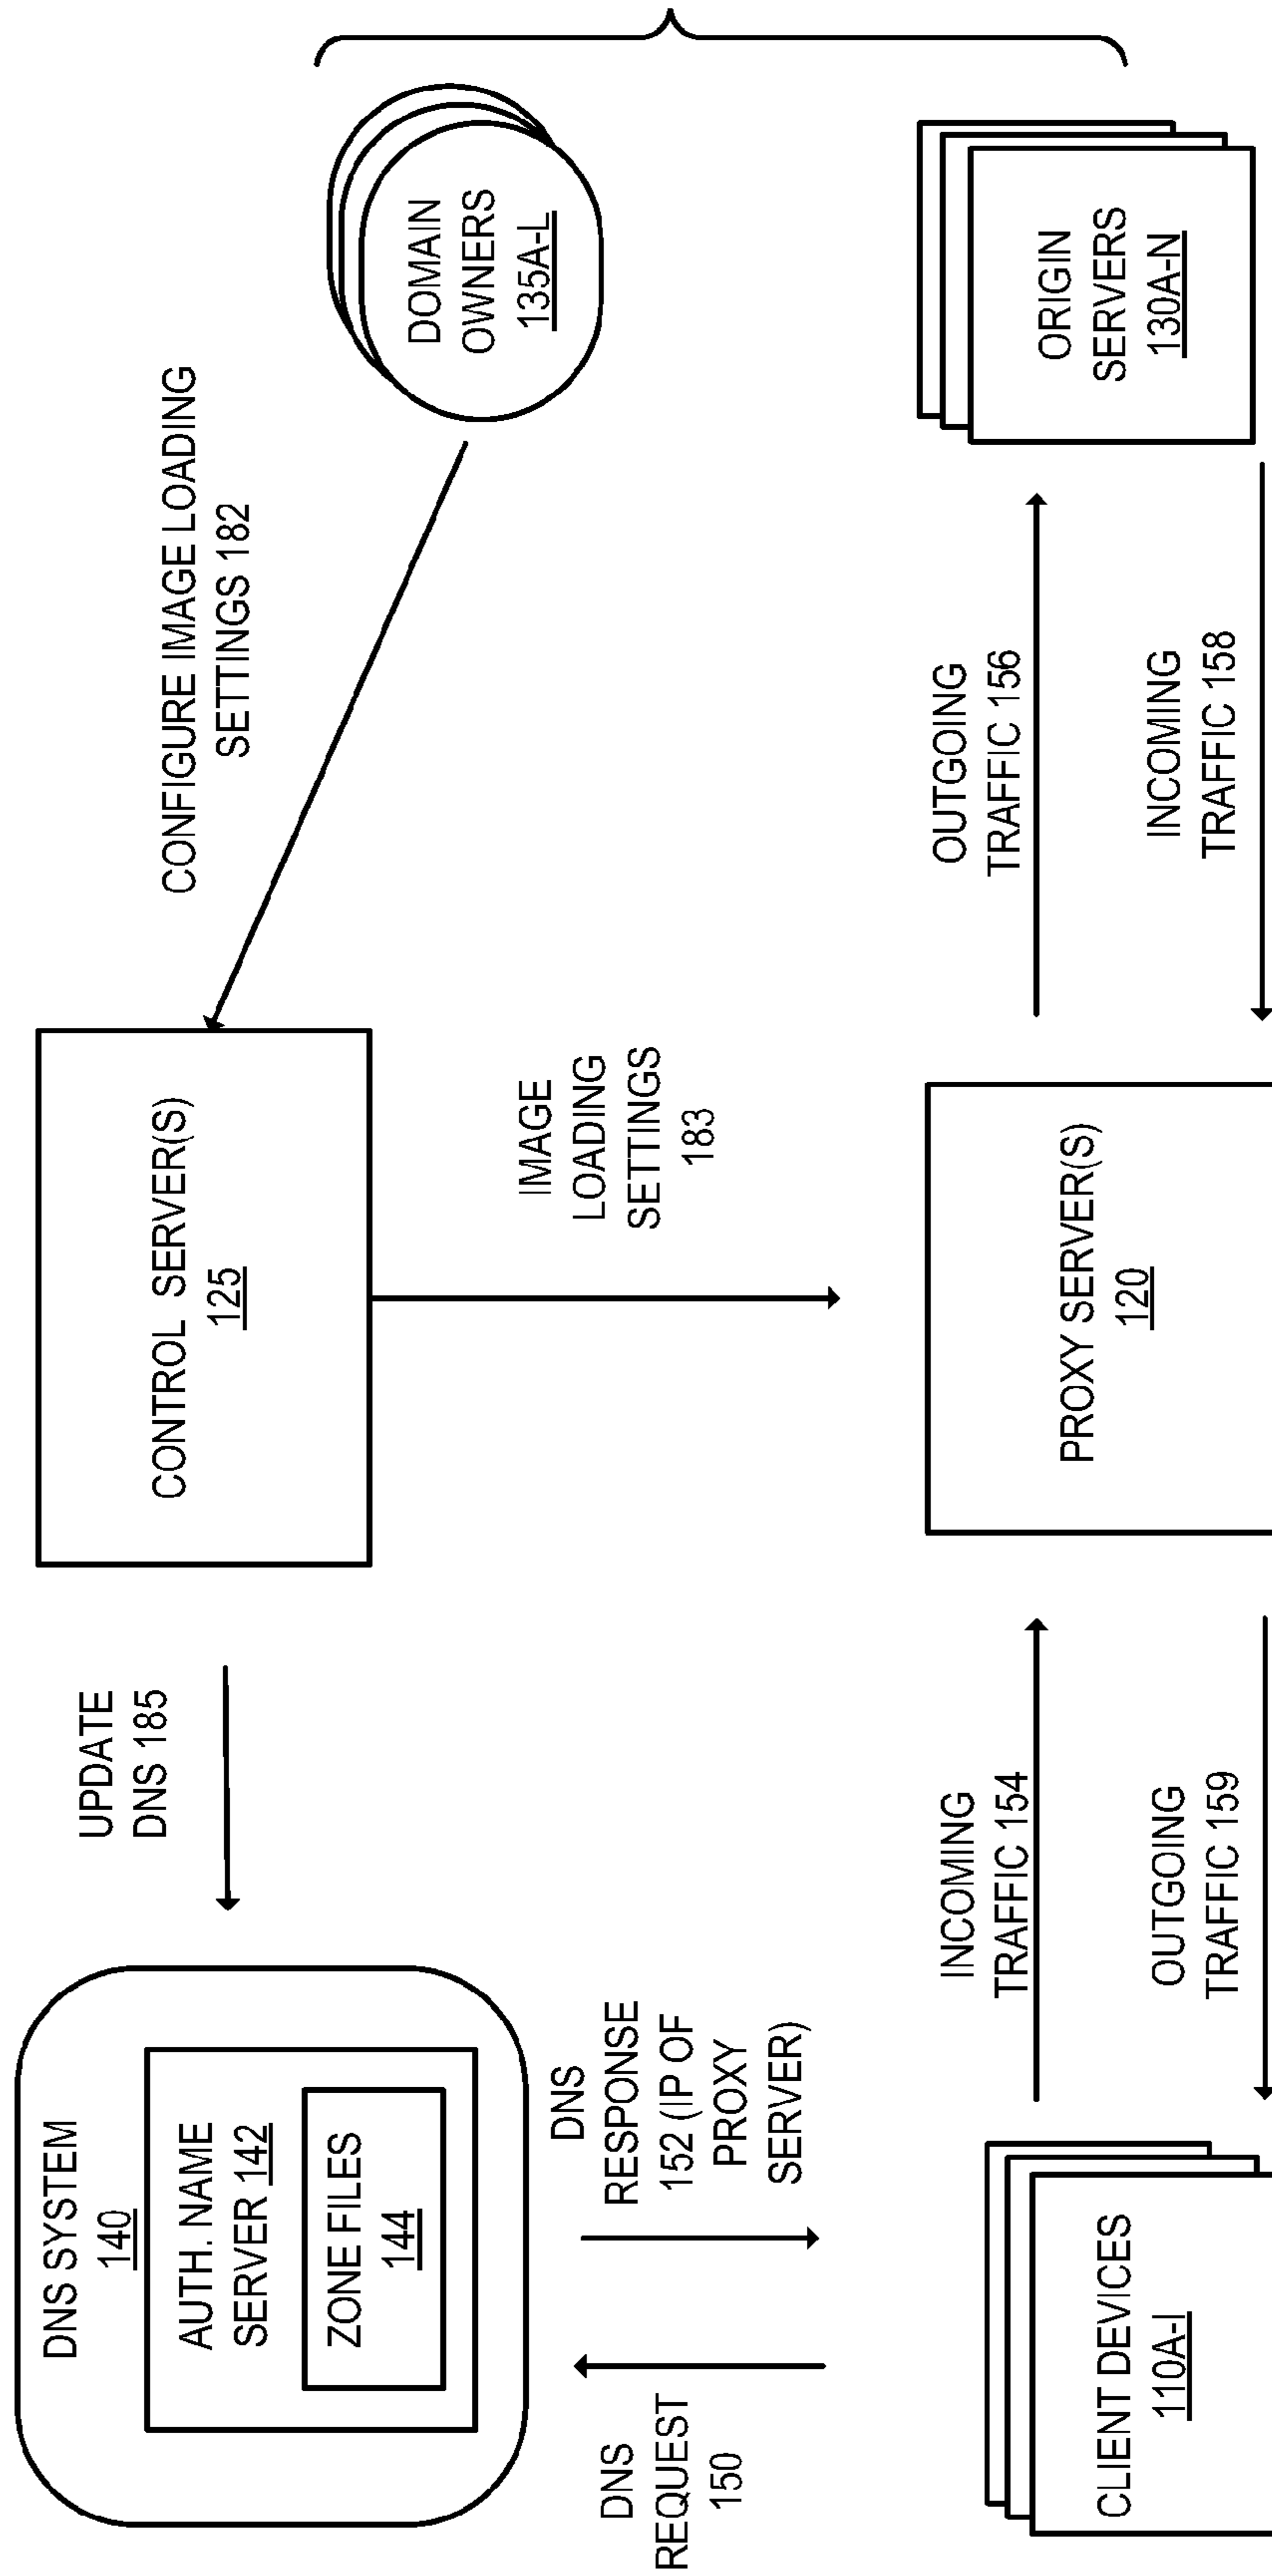 DNS SYSTEM
140
AUTH. NAME
SERVER 142
ZONE FILES
144
UPDATE
DNS 185
CONTROL SERVER(S)
125
CONFIGURE IMAGE LOADING
SETTINGS 182
DOMAIN
OWNERS
135A-L
DNS
REQUEST
150
DNS
RESPONSE
152 (IP OF
PROXY
SERVER)
IMAGE
LOADING
SETTINGS
183
CLIENT DEVICES
110A-I
INCOMING
TRAFFIC 154
OUTGOING
TRAFFIC 159
PROXY SERVER(S)
120
OUTGOING
TRAFFIC 156
INCOMING
TRAFFIC 158
ORIGIN
SERVERS
130A-N